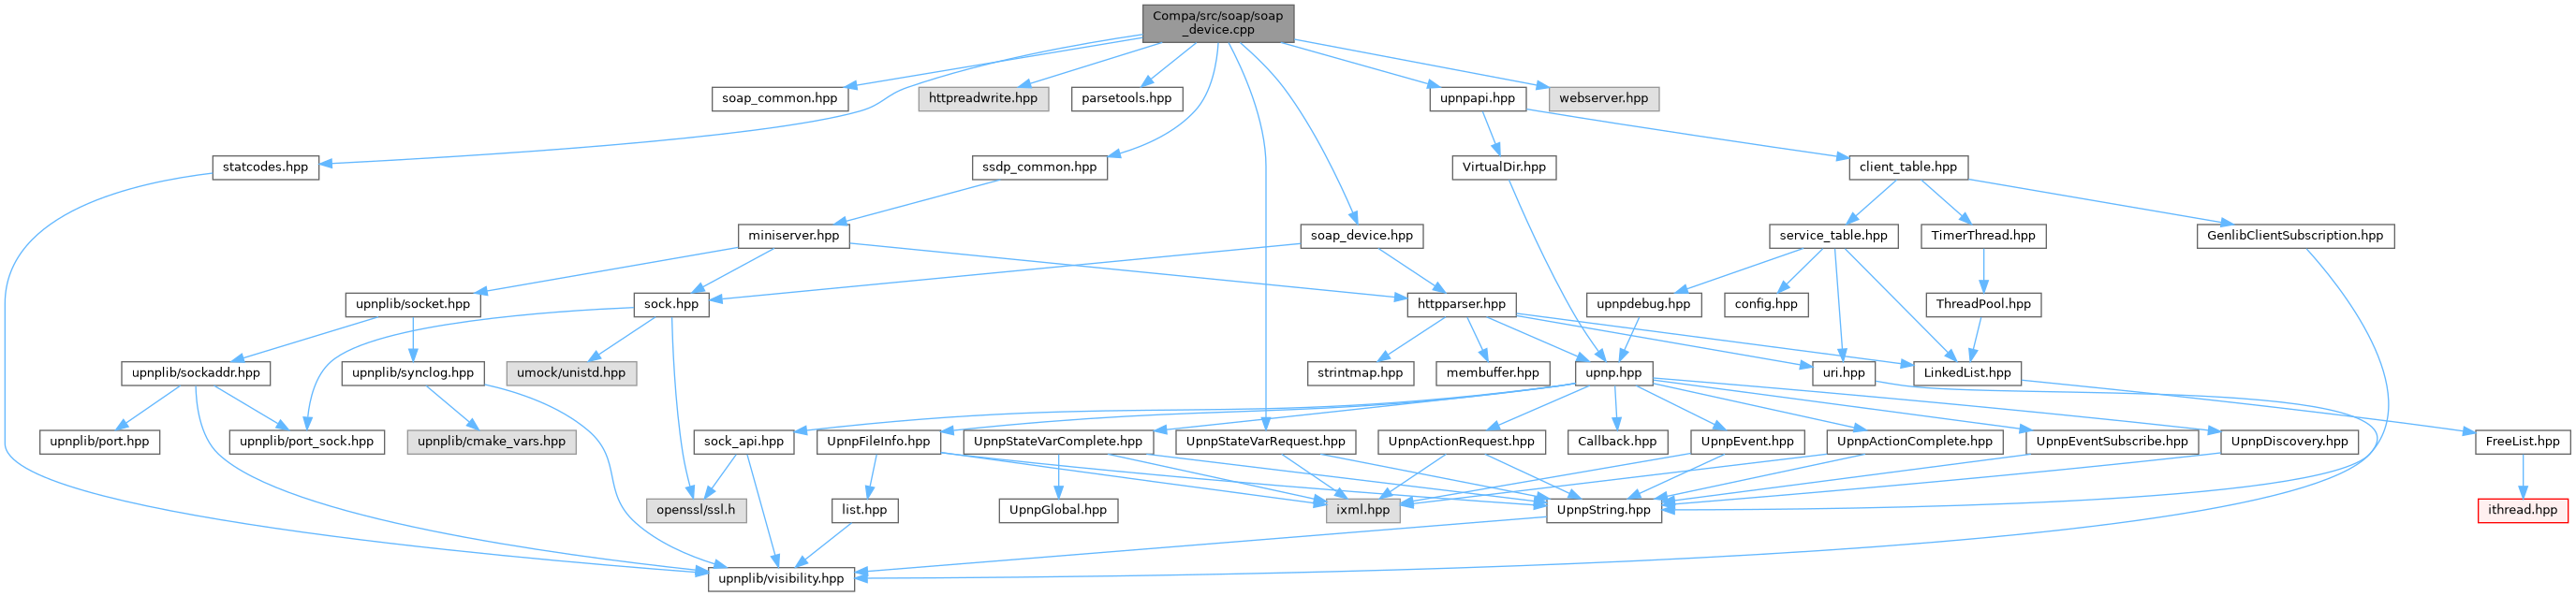 Compa/src/soap/soap
_device.cpp
soap_common.hpp
httpreadwrite.hpp
parsetools.hpp
upnpapi.hpp
webserver.hpp
statcodes.hpp
ssdp_common.hpp
VirtualDir.hpp
client_table.hpp
miniserver.hpp
soap_device.hpp
service_table.hpp
TimerThread.hpp
GenlibClientSubscription.hpp
upnplib/socket.hpp
sock.hpp
httpparser.hpp
upnpdebug.hpp
config.hpp
ThreadPool.hpp
upnplib/sockaddr.hpp
upnplib/synclog.hpp
umock/unistd.hpp
strintmap.hpp
membuffer.hpp
upnp.hpp
uri.hpp
LinkedList.hpp
upnplib/port.hpp
upnplib/port_sock.hpp
upnplib/cmake_vars.hpp
sock_api.hpp
UpnpFileInfo.hpp
UpnpStateVarComplete.hpp
UpnpStateVarRequest.hpp
UpnpActionRequest.hpp
Callback.hpp
UpnpEvent.hpp
UpnpActionComplete.hpp
UpnpEventSubscribe.hpp
UpnpDiscovery.hpp
FreeList.hpp
openssl/ssl.h
list.hpp
UpnpGlobal.hpp
ixml.hpp
UpnpString.hpp
ithread.hpp
upnplib/visibility.hpp